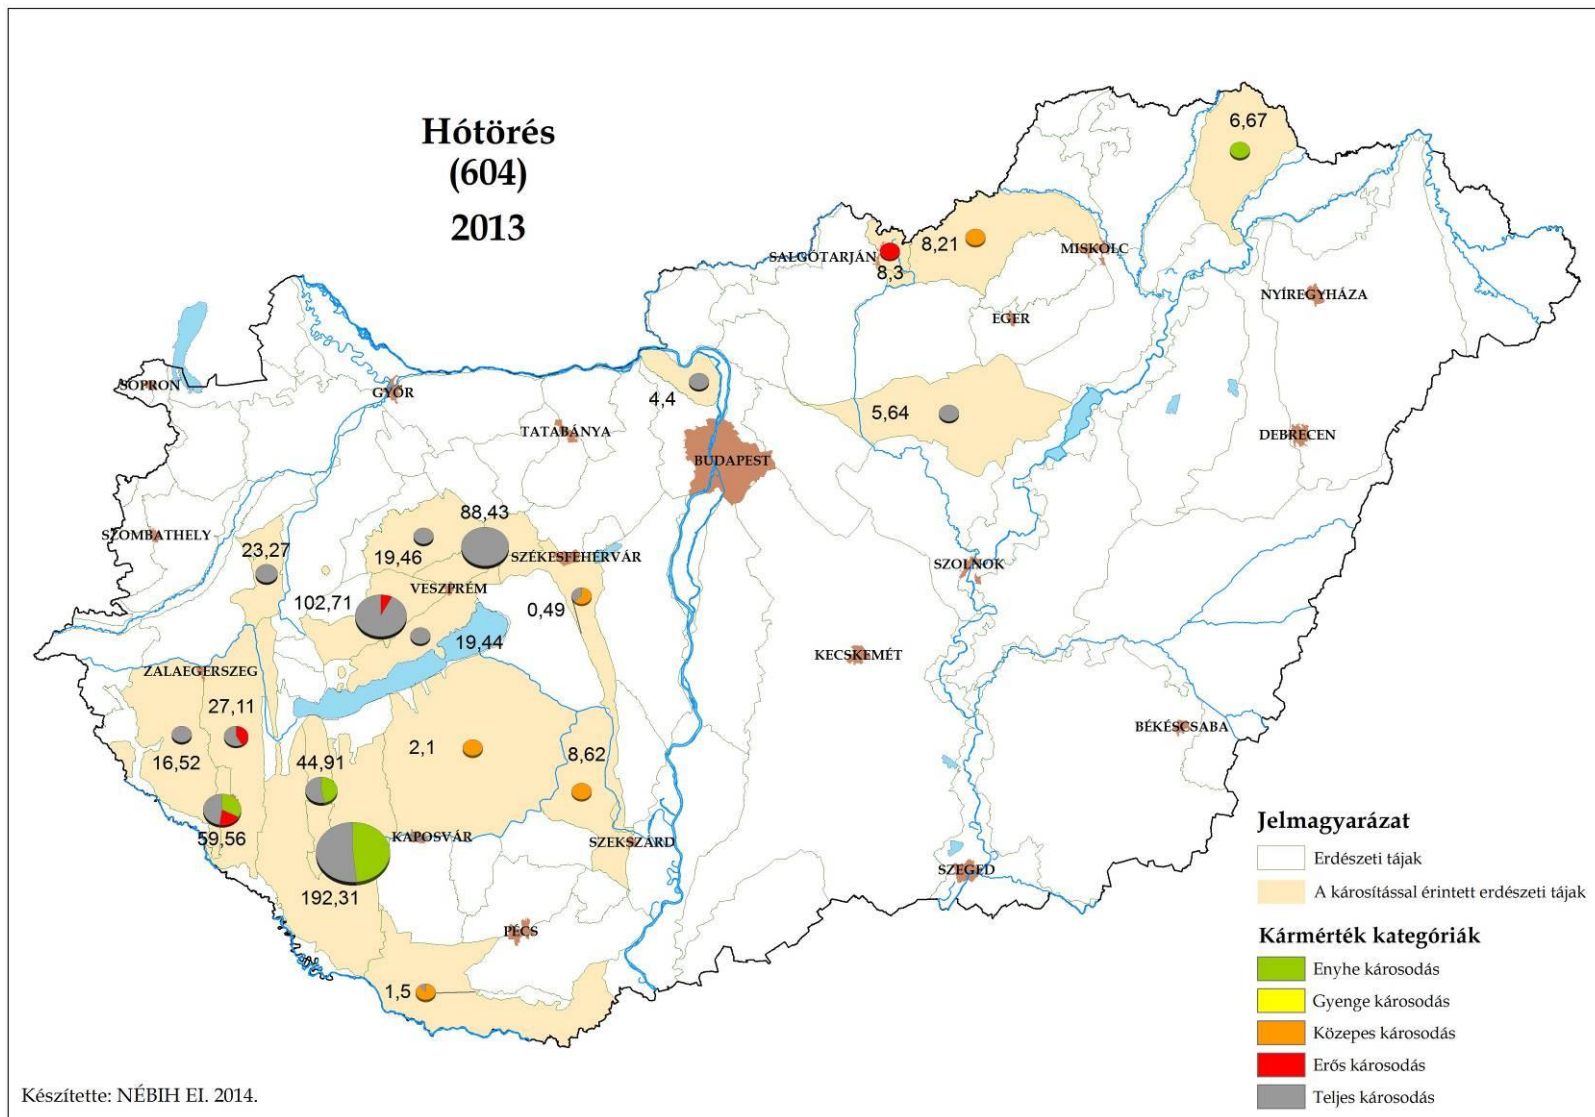 Hótörés
(604)
2013
6,67
8,21
MISKOLC
SALGÓTARJÁN
8,3
NYÍREGYHÁZA
EGER
SOPRON
GYŐR
4,4
5,64
TATABÁNYA
DEBRECEN
BUDAPEST
88,43
SZOMBATHELY
23,27
19,46
SZÉKESFEHÉRVÁR
SZOLNOK
VESZPRÉM
102,71
0,49
19,44
KECSKEMÉT
ZALAEGERSZEG
27,11
BÉKÉSCSABA
16,52
44,91
2,1
8,62
59,56
KAPOSVÁR
SZEKSZÁRD
SZEGED
192,31
PÉCS
1,5
Jelmagyarázat
Erdészeti tájak
A károsítással érintett erdészeti tájak
Kármérték kategóriák
Enyhe károsodás
Gyenge károsodás
Közepes károsodás
Erős károsodás
Teljes károsodás
Készítette: NÉBIH EI. 2014.